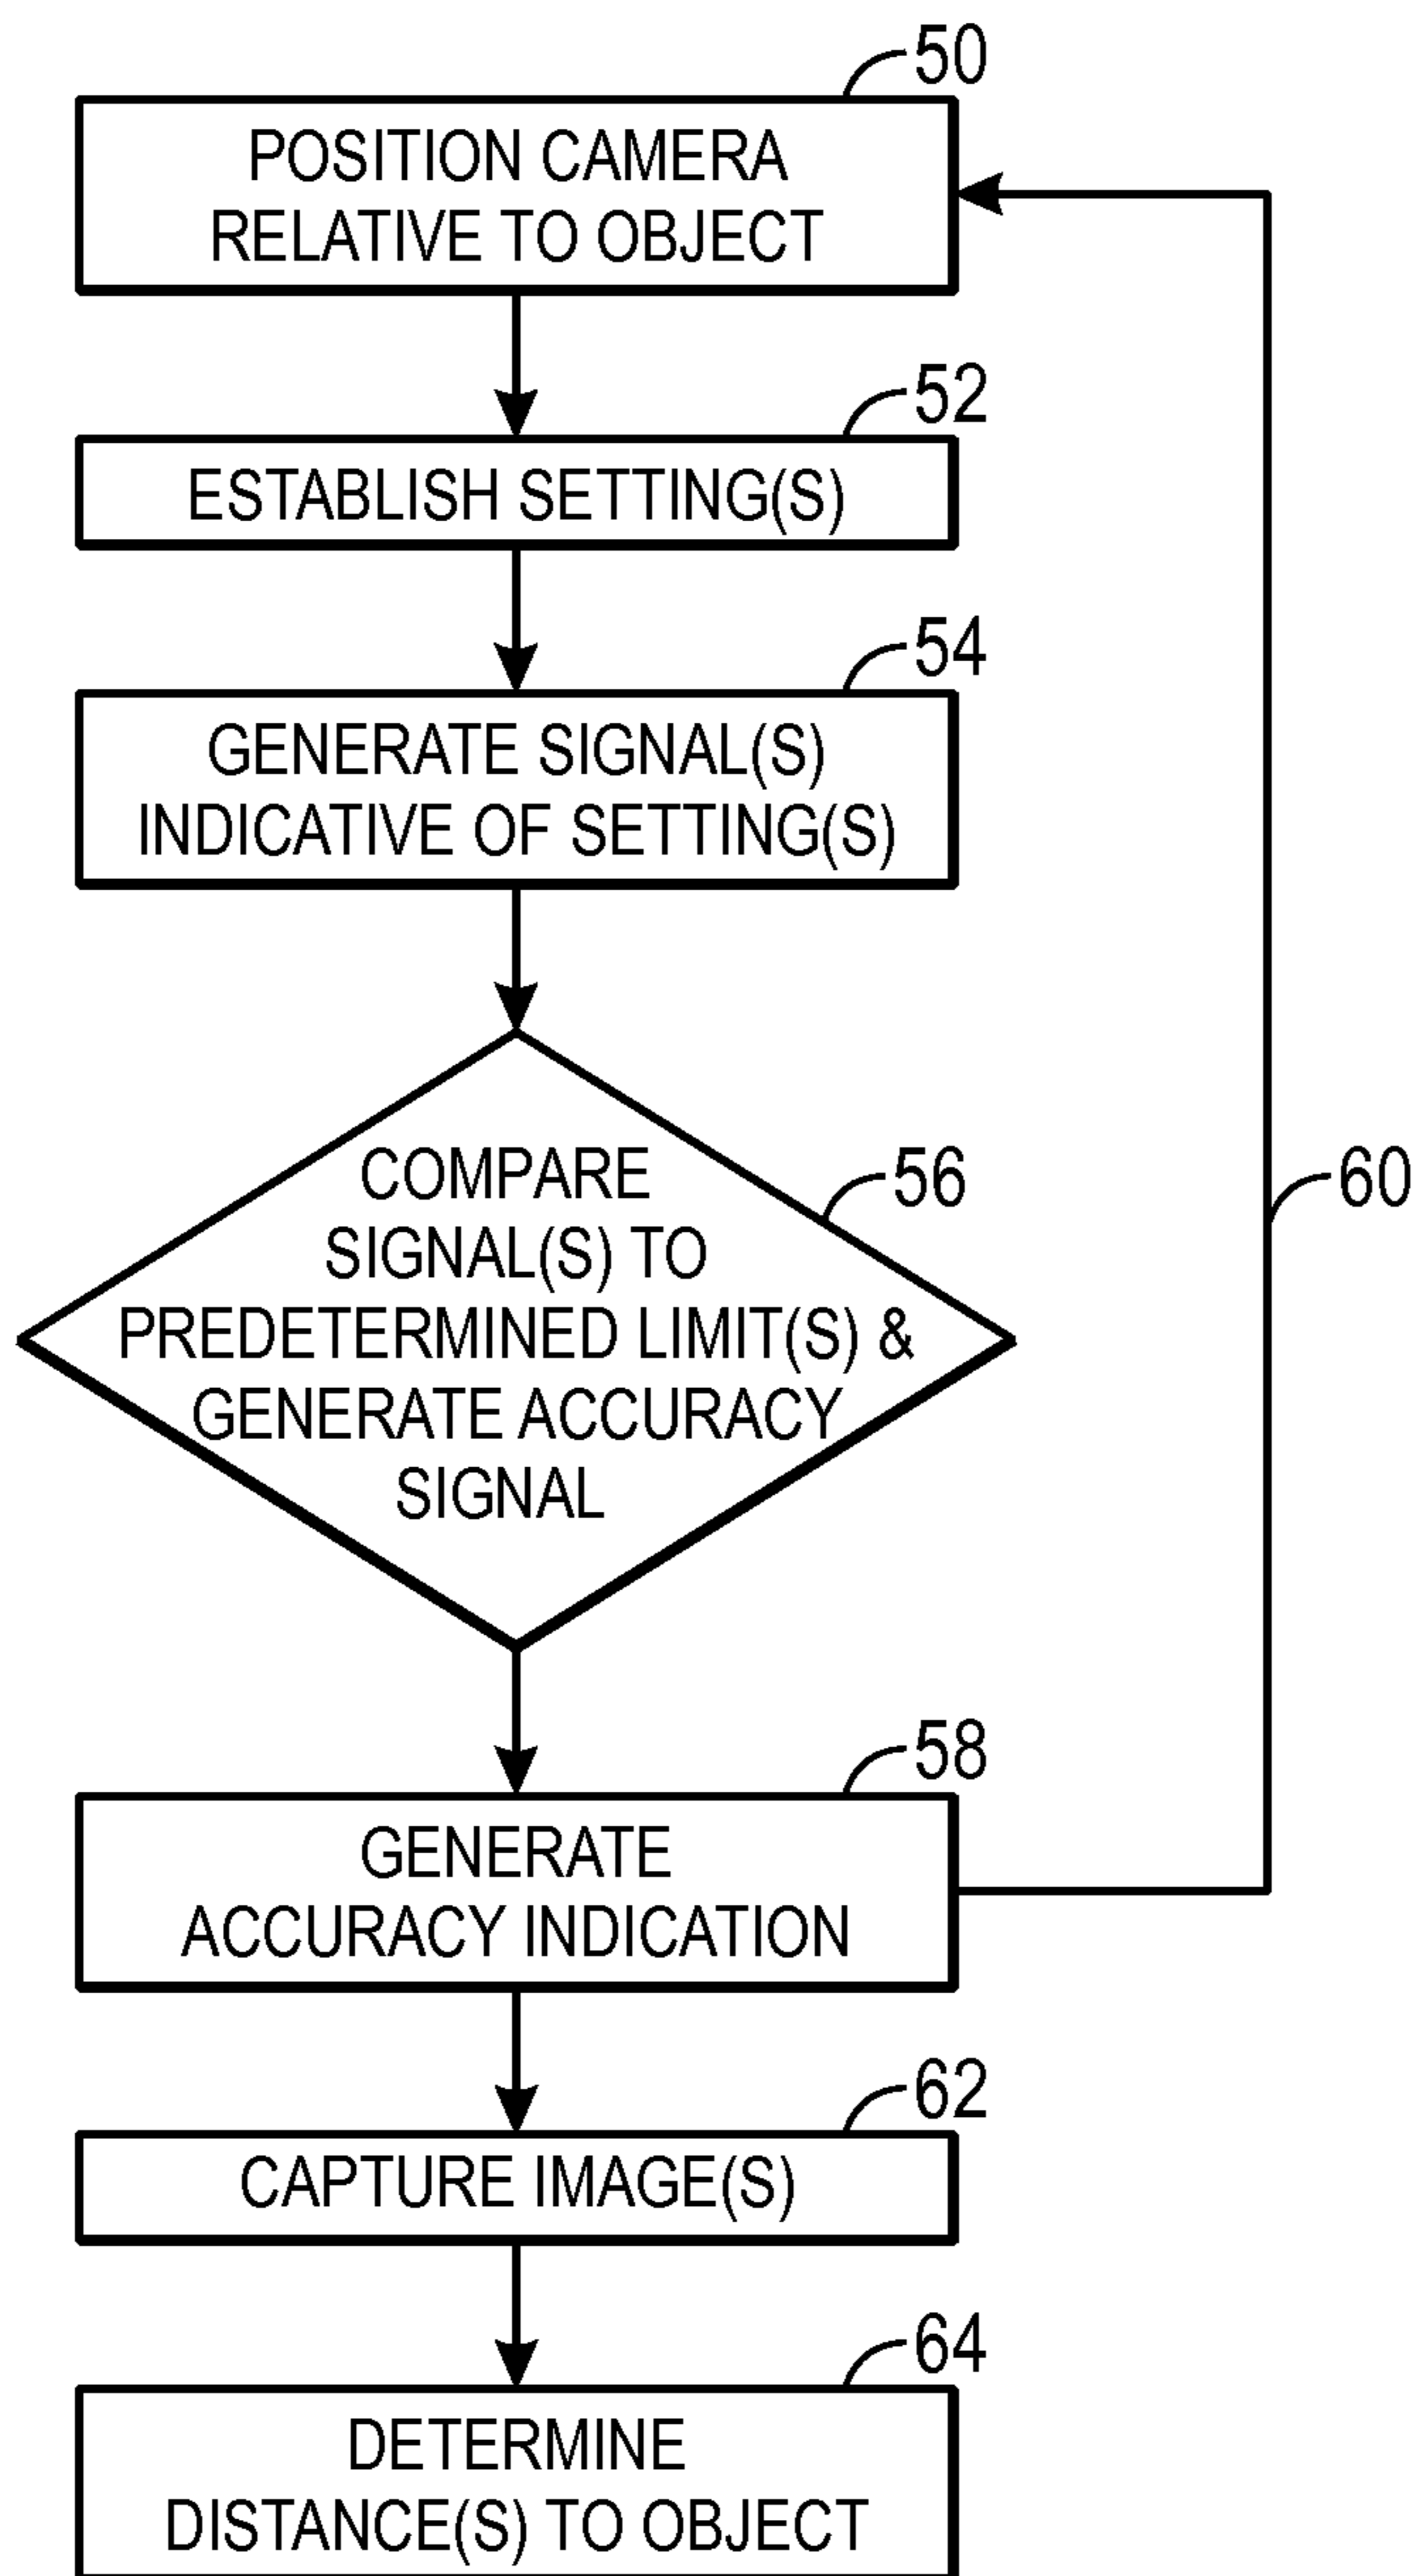 50
POSITION CAMERA
RELATIVE TO OBJECT
52
ESTABLISH SETTING(S)
54
GENERATE SIGNAL(S)
INDICATIVE OF SETTING(S)
56
COMPARE
SIGNAL(S) TO
PREDETERMINED LIMIT(S) &
GENERATE ACCURACY
SIGNAL
60
58
GENERATE
ACCURACY INDICATION
62
CAPTURE IMAGE(S)
64
DETERMINE
DISTANCE(S) TO OBJECT